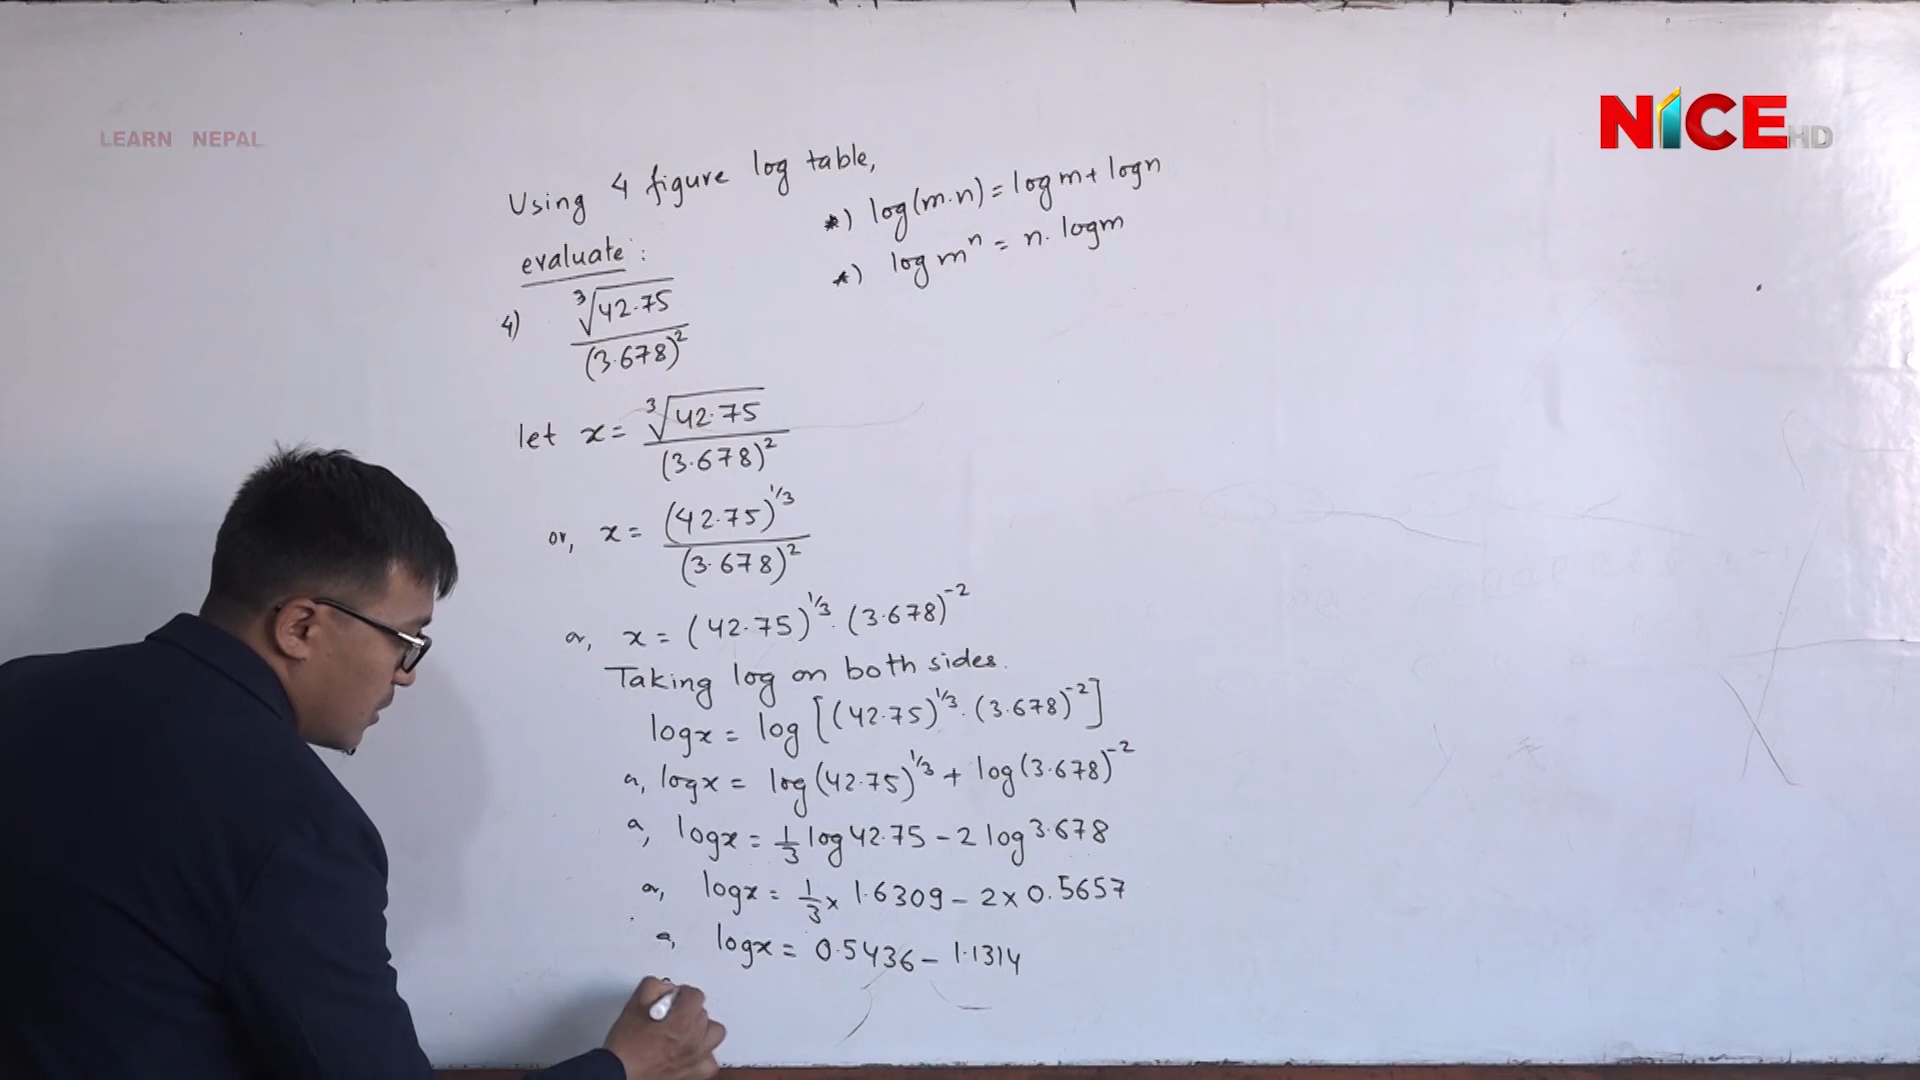 LEARN NEPAL
NICE HD
Using 4 figure log table,
evaluate:
*) log(m.n) = log m + log n
*) log mⁿ = n. log m
4) ∛42.75 / (3.678)²
let x = ∛42.75 / (3.678)²
or, x = (42.75)^1/3 / (3.678)²
or, x = (42.75)^1/3 . (3.678)^-2
Taking log on both sides.
log x = log [(42.75)^1/3 . (3.678)^-2]
or, log x = log (42.75)^1/3 + log (3.678)^-2
or, log x = 1/3 log 42.75 - 2 log 3.678
or, log x = 1/3 × 1.6309 - 2 × 0.5657
or, log x = 0.5436 - 1.1314